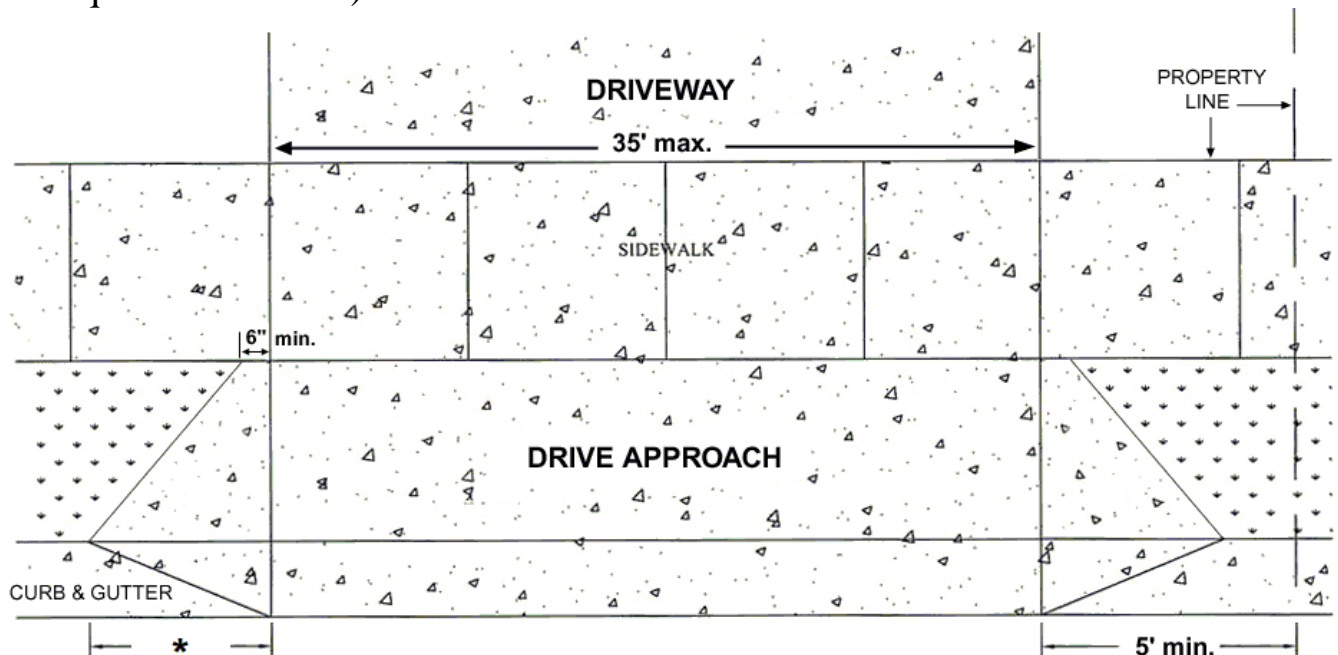 DRIVEWAY
PROPERTY
LINE
35' max.
SIDEWALK
6" min.
DRIVE APPROACH
CURB & GUTTER
*
5' min.